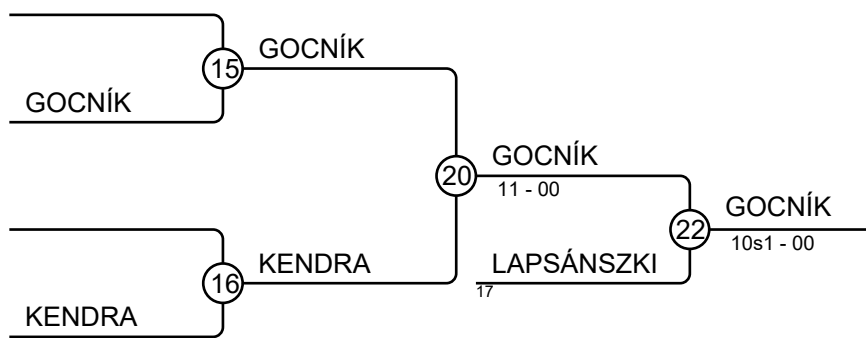 GOCNÍK
15
GOCNÍK
GOCNÍK
20
11 - 00
GOCNÍK
22
10s1 - 00
KENDRA
LAPSÁNSZKI
16
17
KENDRA